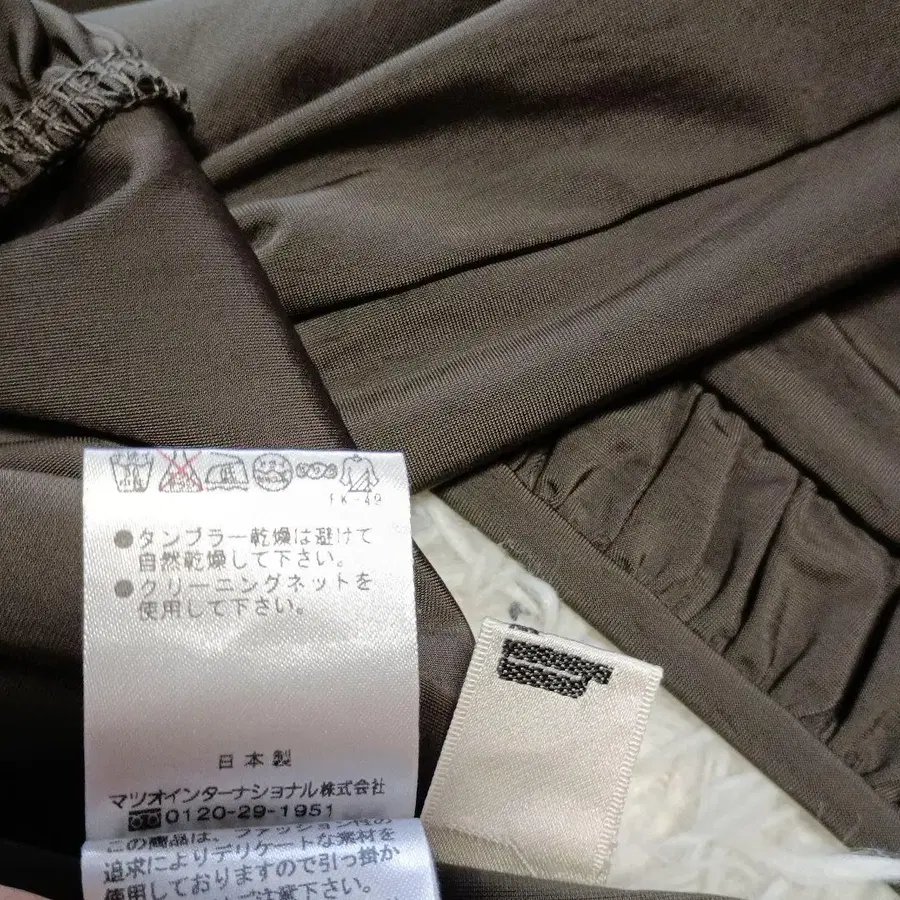 低
FK-49
●タンブラー乾燥は避けて
自然乾燥して下さい。
●クリーニングネットを
使用して下さい。
日本製
マツオインターナショナル株式会社
0120-29-1951
この商品は、ファッション
追求によりデリケートな素材を
使用しておりますので引っ掛か